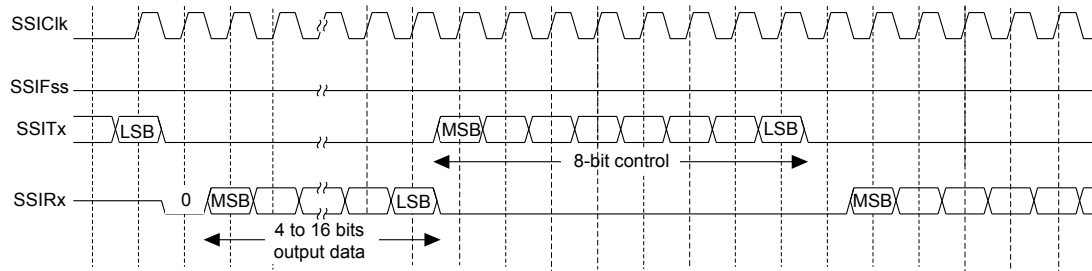 SSIClk
SSIFss
SSITx
LSB
MSB
LSB
8-bit control
SSIRx
0
MSB
LSB
MSB
4 to 16 bits
output data